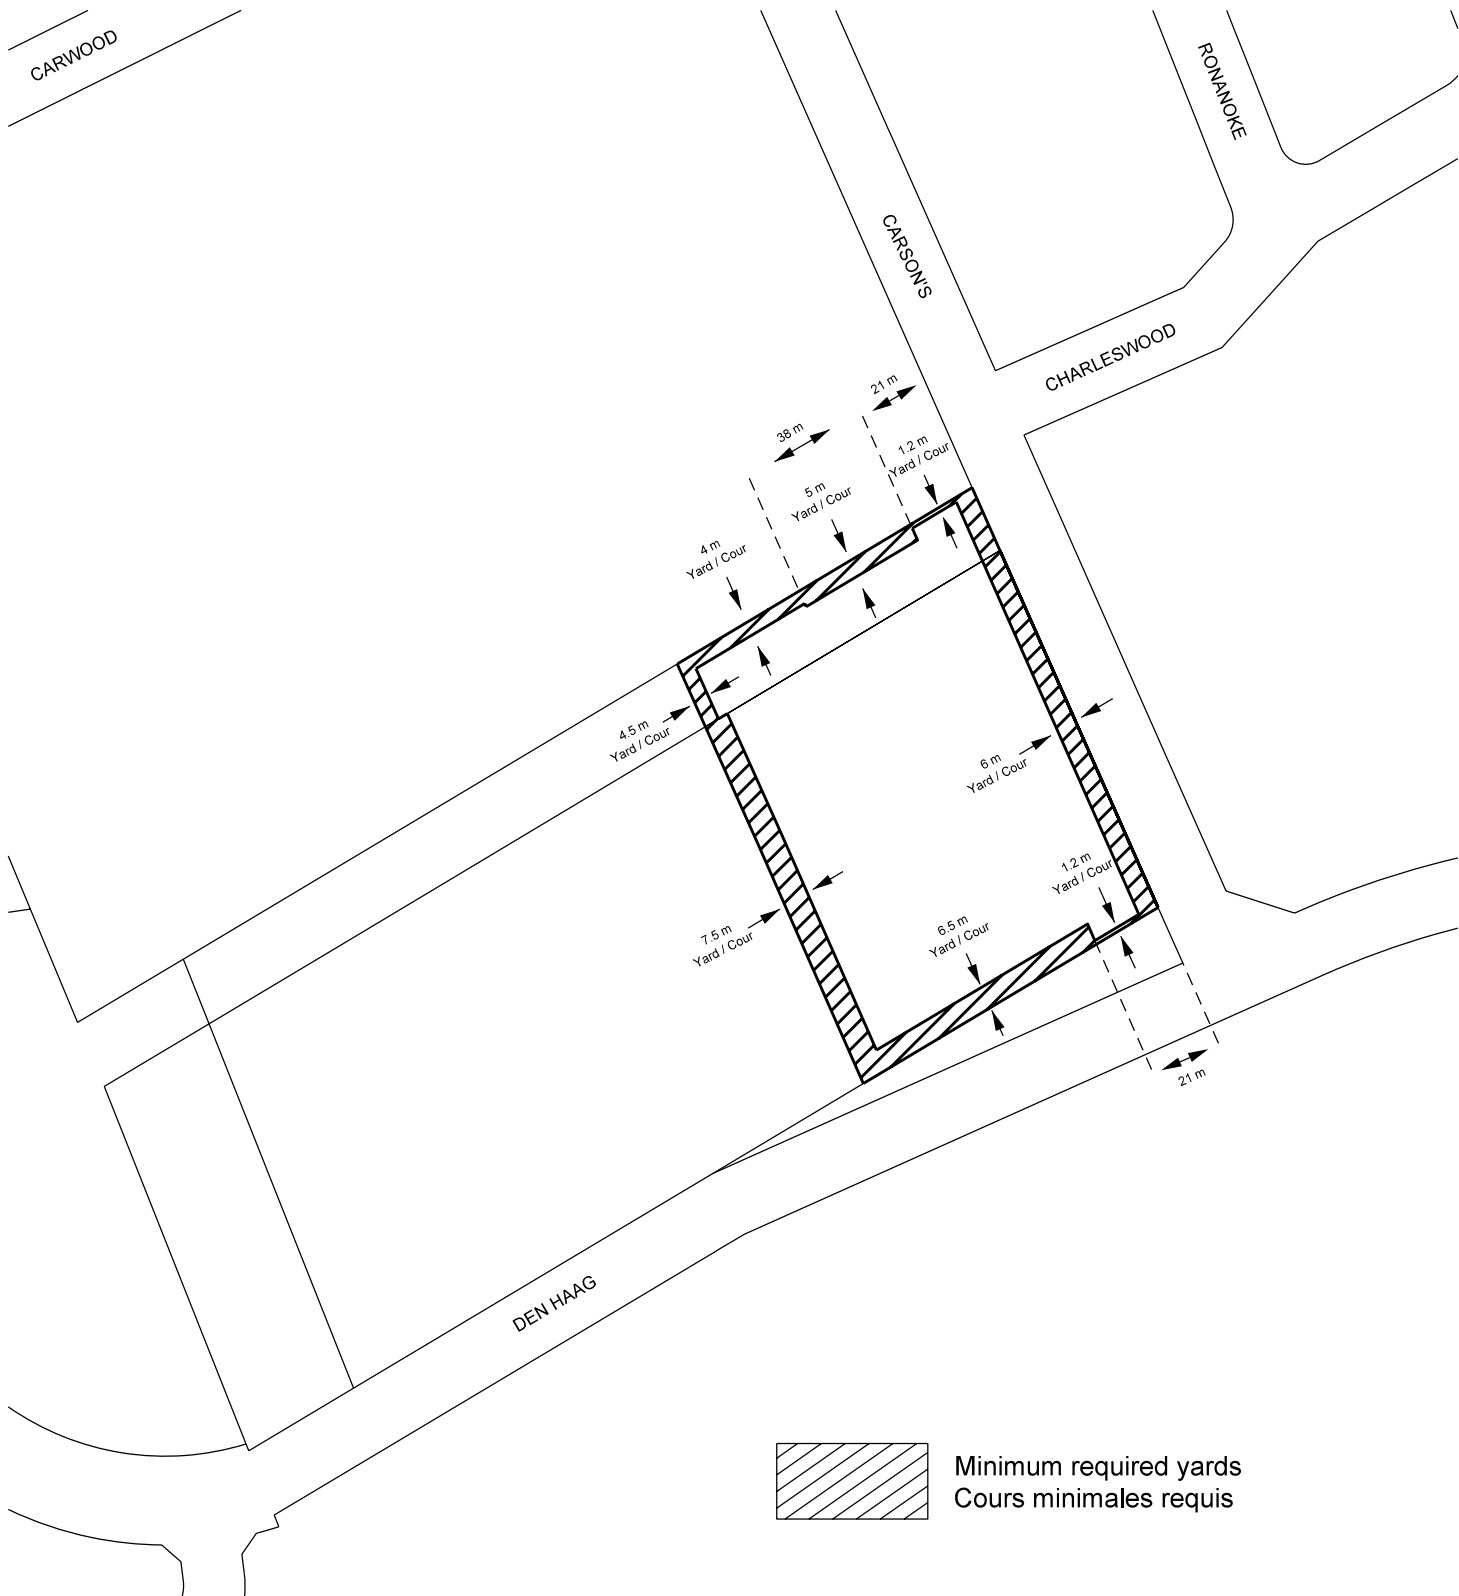 CARWOOD
RONANOKE
CARSON'S
CHARLESWOOD
21 m
38 m
1.2 m
Yard / Cour
5 m
Yard / Cour
4 m
Yard / Cour
4.5 m
Yard / Cour
6 m
Yard / Cour
1.2 m
Yard / Cour
7.5 m
Yard / Cour
6.5 m
Yard / Cour
21 m
DEN HAAG
Minimum required yards
Cours minimales requis